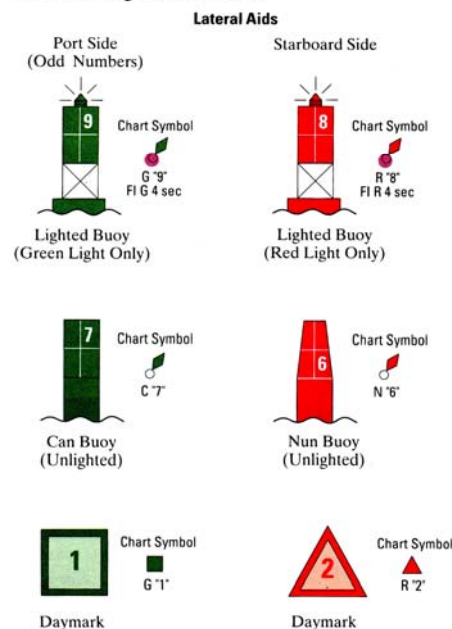 Lateral Aids
Port Side
(Odd Numbers)
Starboard Side
9
Chart Symbol
G "9"
Fl G 4 sec
8
Chart Symbol
R "8"
Fl R 4 sec
Lighted Buoy
(Green Light Only)
Lighted Buoy
(Red Light Only)
7
Chart Symbol
C "7"
6
Chart Symbol
N "6"
Can Buoy
(Unlighted)
Nun Buoy
(Unlighted)
1
Chart Symbol
G "1"
2
Chart Symbol
R "2"
Daymark
Daymark